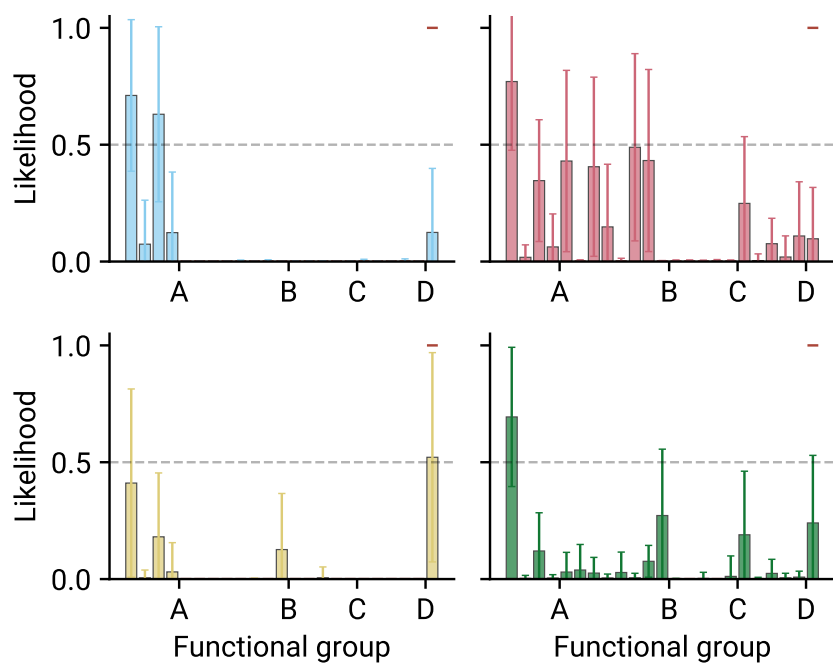 1.0
Likelihood
0.5
0.0
A B C D
A B C D
1.0
Likelihood
0.5
0.0
A B C D
A B C D
Functional group
Functional group